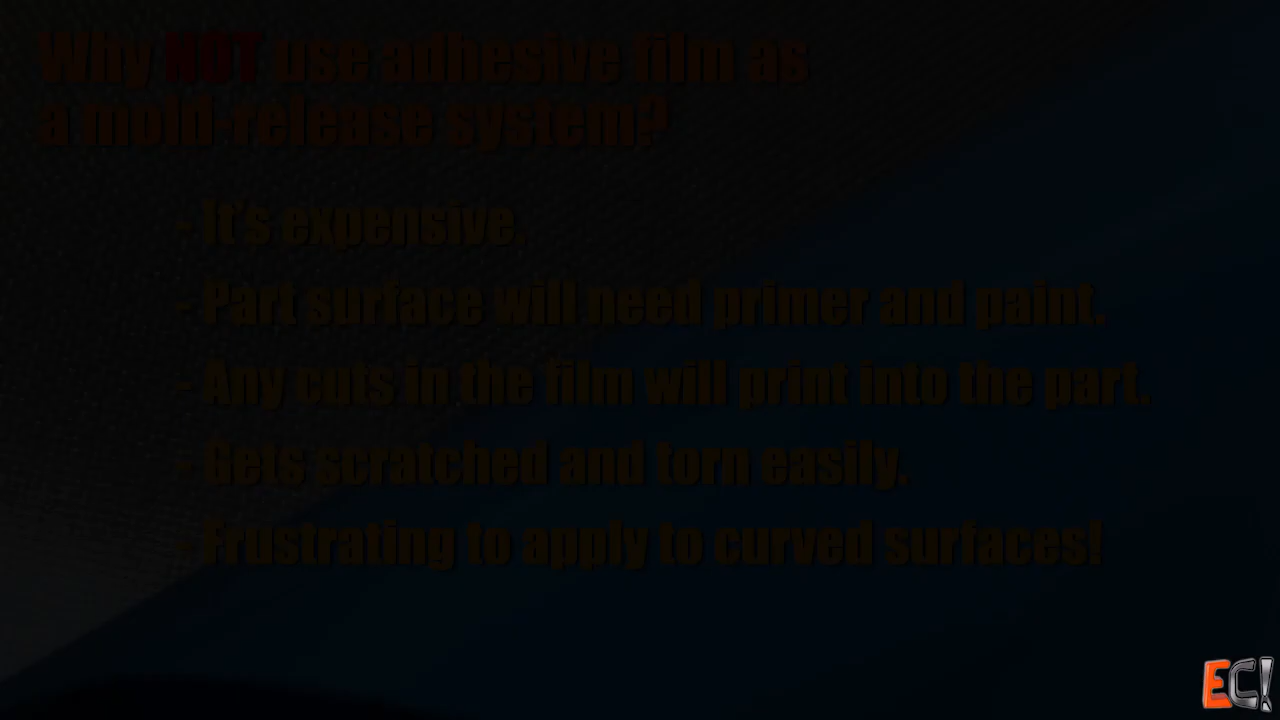 Why NOT use adhesive film as
a mold-release system?
- It's expensive.
- Part surface will need primer and paint.
- Any cuts in the film will print into the part.
- Gets scratched and torn easily.
- Frustrating to apply to curved surfaces!
EC!